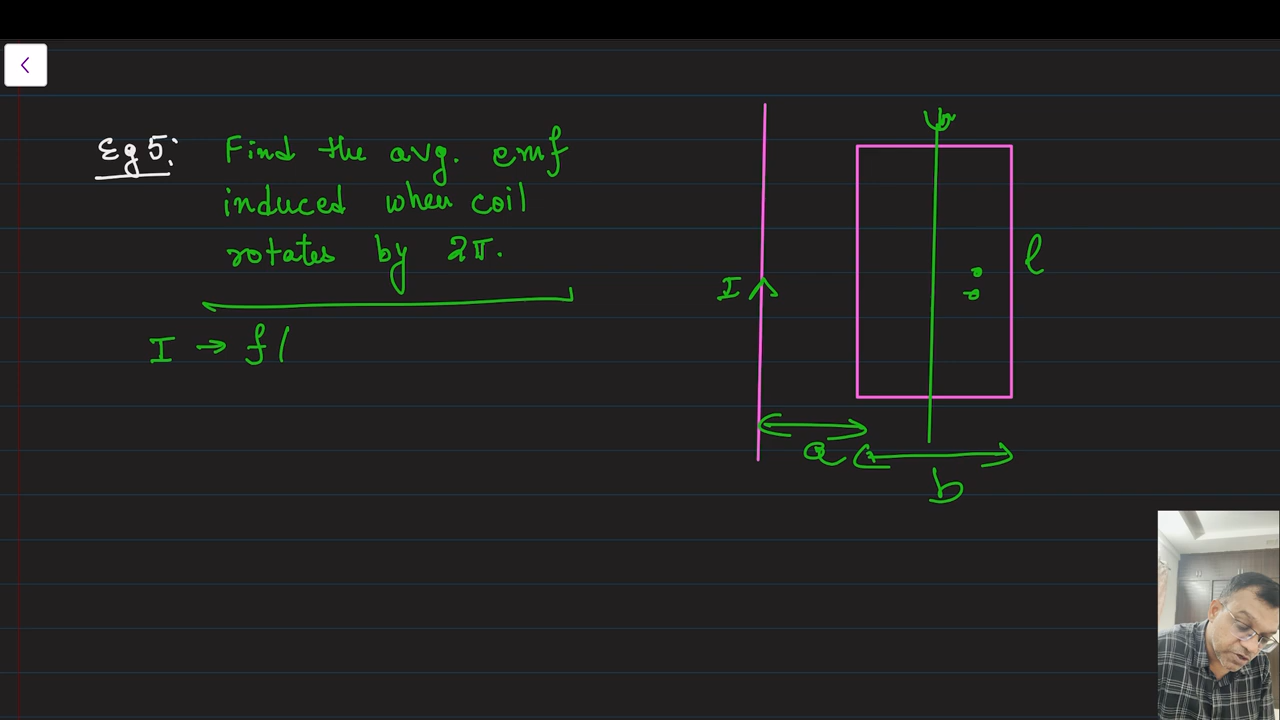 Eg 5: Find the avg. emf
induced when coil
rotates by 2π.
I → f(
I
l
a
b